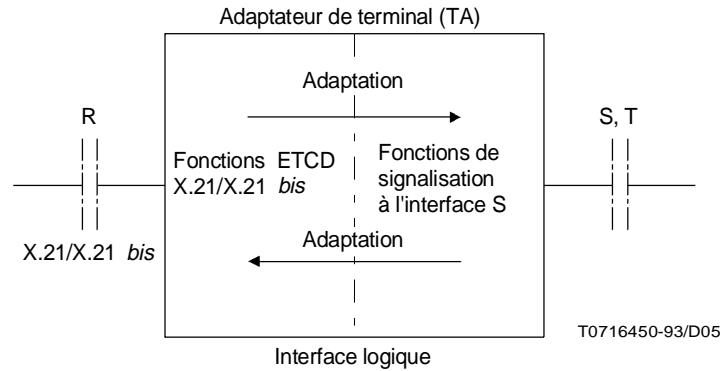 Adaptateur de terminal (TA)
Adaptation
R
S, T
Fonctions ETCD
X.21/X.21 bis
Fonctions de
signalisation
à l'interface S
Adaptation
X.21/X.21 bis
T0716450-93/D05
Interface logique